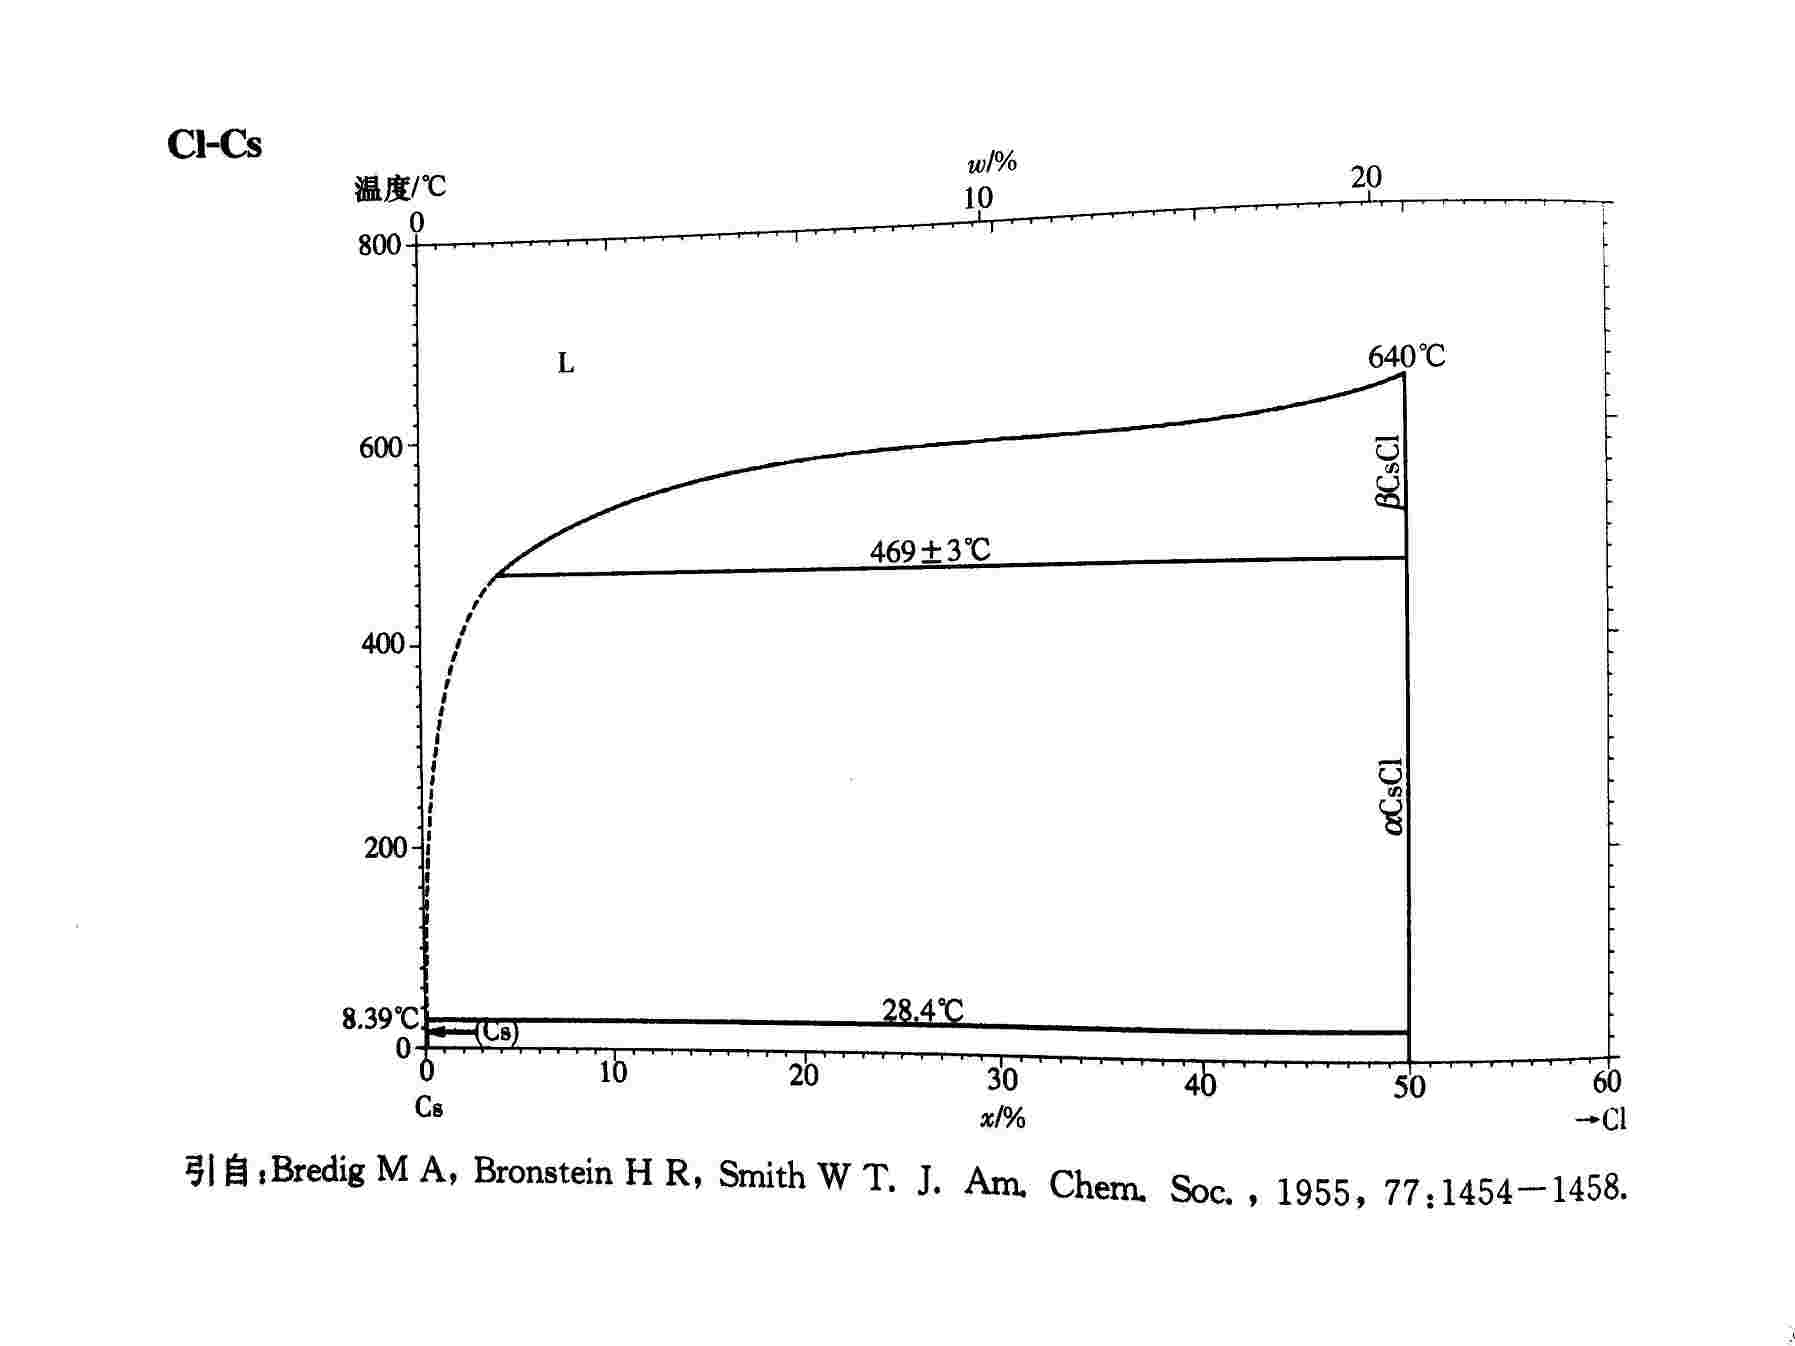 Cl-Cs
w/%
温度/℃
0 10 20
800
640℃
L
600
βCsCl
469±3℃
400
αCsCl
200
28.4℃
8.39℃
(Cs)
0
0 10 20 30 40 50 60
Cs x/% →Cl
引自:Bredig M A, Bronstein H R, Smith W T. J. Am. Chem. Soc., 1955, 77:1454—1458.